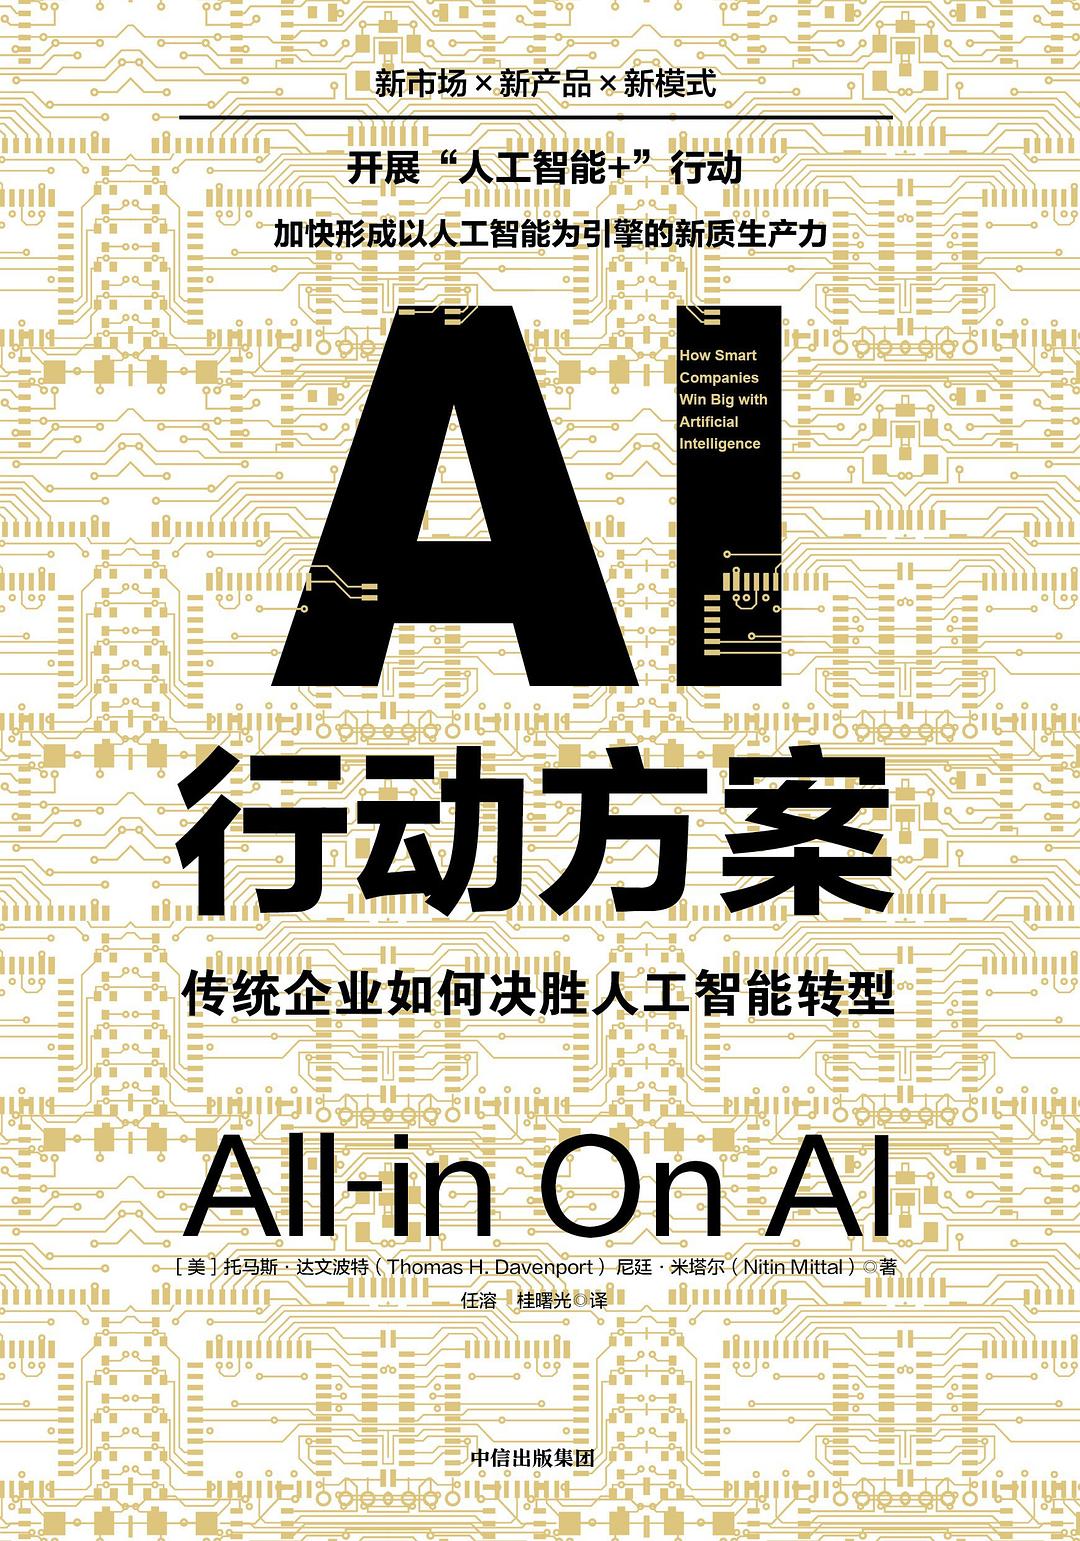 新市场×新产品×新模式
开展“人工智能+”行动
加快形成以人工智能为引擎的新质生产力
AI
How Smart
Companies
Win Big with
Artificial
Intelligence
行动方案
传统企业如何决胜人工智能转型
All-in On AI
［美］托马斯·达文波特（Thomas H. Davenport）尼廷·米塔尔（Nitin Mittal）◎著
任溶 桂曙光◎译
中信出版集团